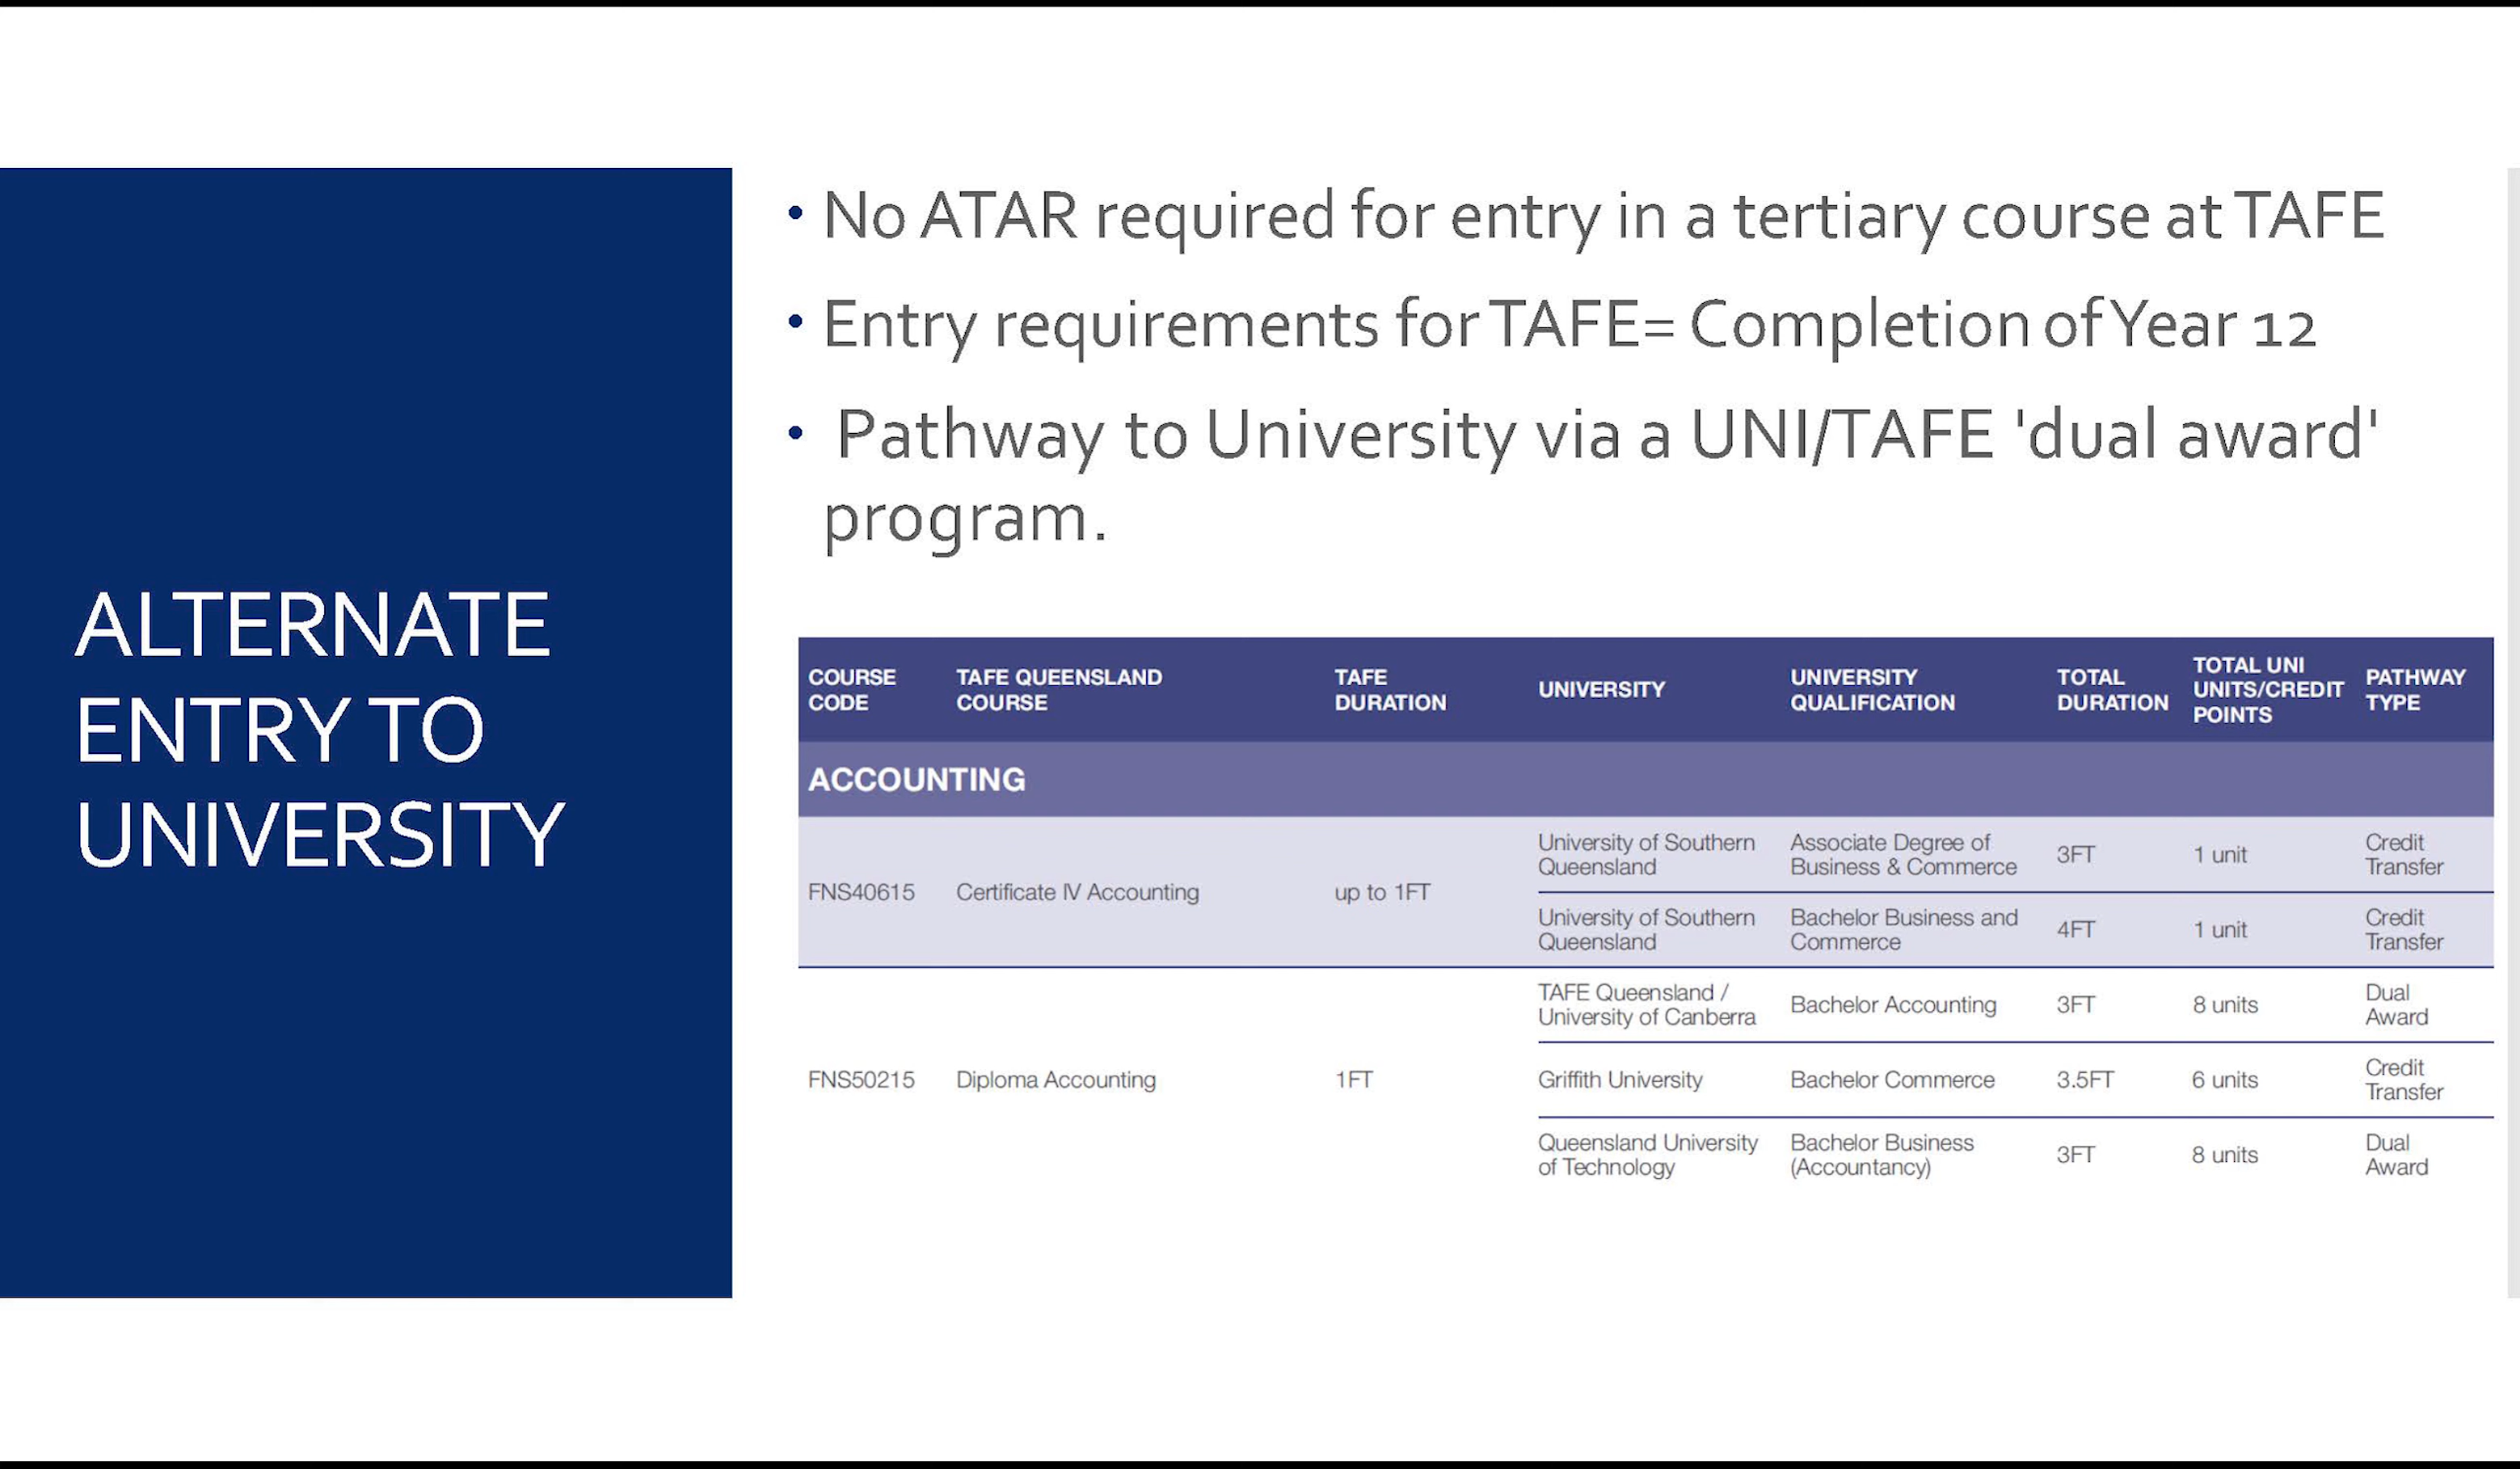 ALTERNATE
ENTRY TO
UNIVERSITY
• No ATAR required for entry in a tertiary course at TAFE
• Entry requirements for TAFE= Completion of Year 12
• Pathway to University via a UNI/TAFE 'dual award'
program.
COURSE CODE TAFE QUEENSLAND COURSE TAFE DURATION UNIVERSITY UNIVERSITY QUALIFICATION TOTAL DURATION TOTAL UNI UNITS/CREDIT POINTS PATHWAY TYPE
ACCOUNTING
FNS40615 Certificate IV Accounting up to 1FT
University of Southern Queensland Associate Degree of Business & Commerce 3FT 1 unit Credit Transfer
University of Southern Queensland Bachelor Business and Commerce 4FT 1 unit Credit Transfer
FNS50215 Diploma Accounting 1FT
TAFE Queensland / University of Canberra Bachelor Accounting 3FT 8 units Dual Award
Griffith University Bachelor Commerce 3.5FT 6 units Credit Transfer
Queensland University of Technology Bachelor Business (Accountancy) 3FT 8 units Dual Award